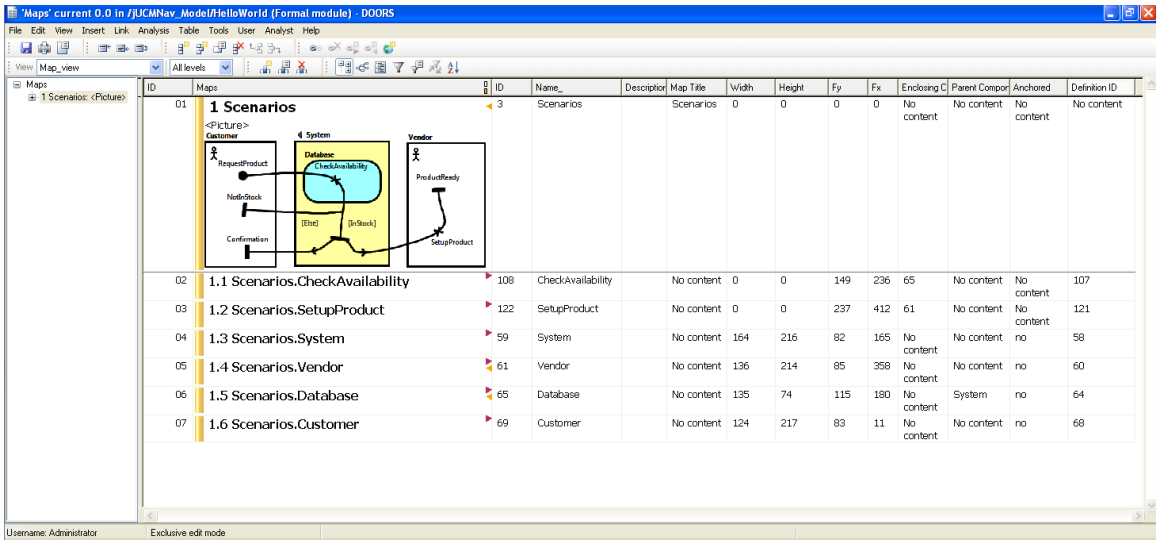 'Maps' current 0.0 in /jUCMNav_Model/HelloWorld (Formal module) - DOORS
File Edit View Insert Link Analysis Table Tools User Analyst Help
View Map_view All levels
Maps
1 Scenarios: <Picture>
ID Maps ID Name_ Description Map Title Width Height Fy Fx Enclosing C Parent Compor Anchored Definition ID
01 1 Scenarios 3 Scenarios Scenarios 0 0 0 0 No content No content No content No content
<Picture>
Customer System Vendor
Database
RequestProduct CheckAvailability
ProductReady
NotInStock
[Else] [InStock]
Confirmation SetupProduct
02 1.1 Scenarios.CheckAvailability 108 CheckAvailability No content 0 0 149 236 65 No content No content 107
03 1.2 Scenarios.SetupProduct 122 SetupProduct No content 0 0 237 412 61 No content No content 121
04 1.3 Scenarios.System 59 System No content 164 216 82 165 No content No content no 58
05 1.4 Scenarios.Vendor 61 Vendor No content 136 214 85 358 No content No content no 60
06 1.5 Scenarios.Database 65 Database No content 135 74 115 180 No content System no 64
07 1.6 Scenarios.Customer 69 Customer No content 124 217 83 11 No content No content no 68
Username: Administrator Exclusive edit mode